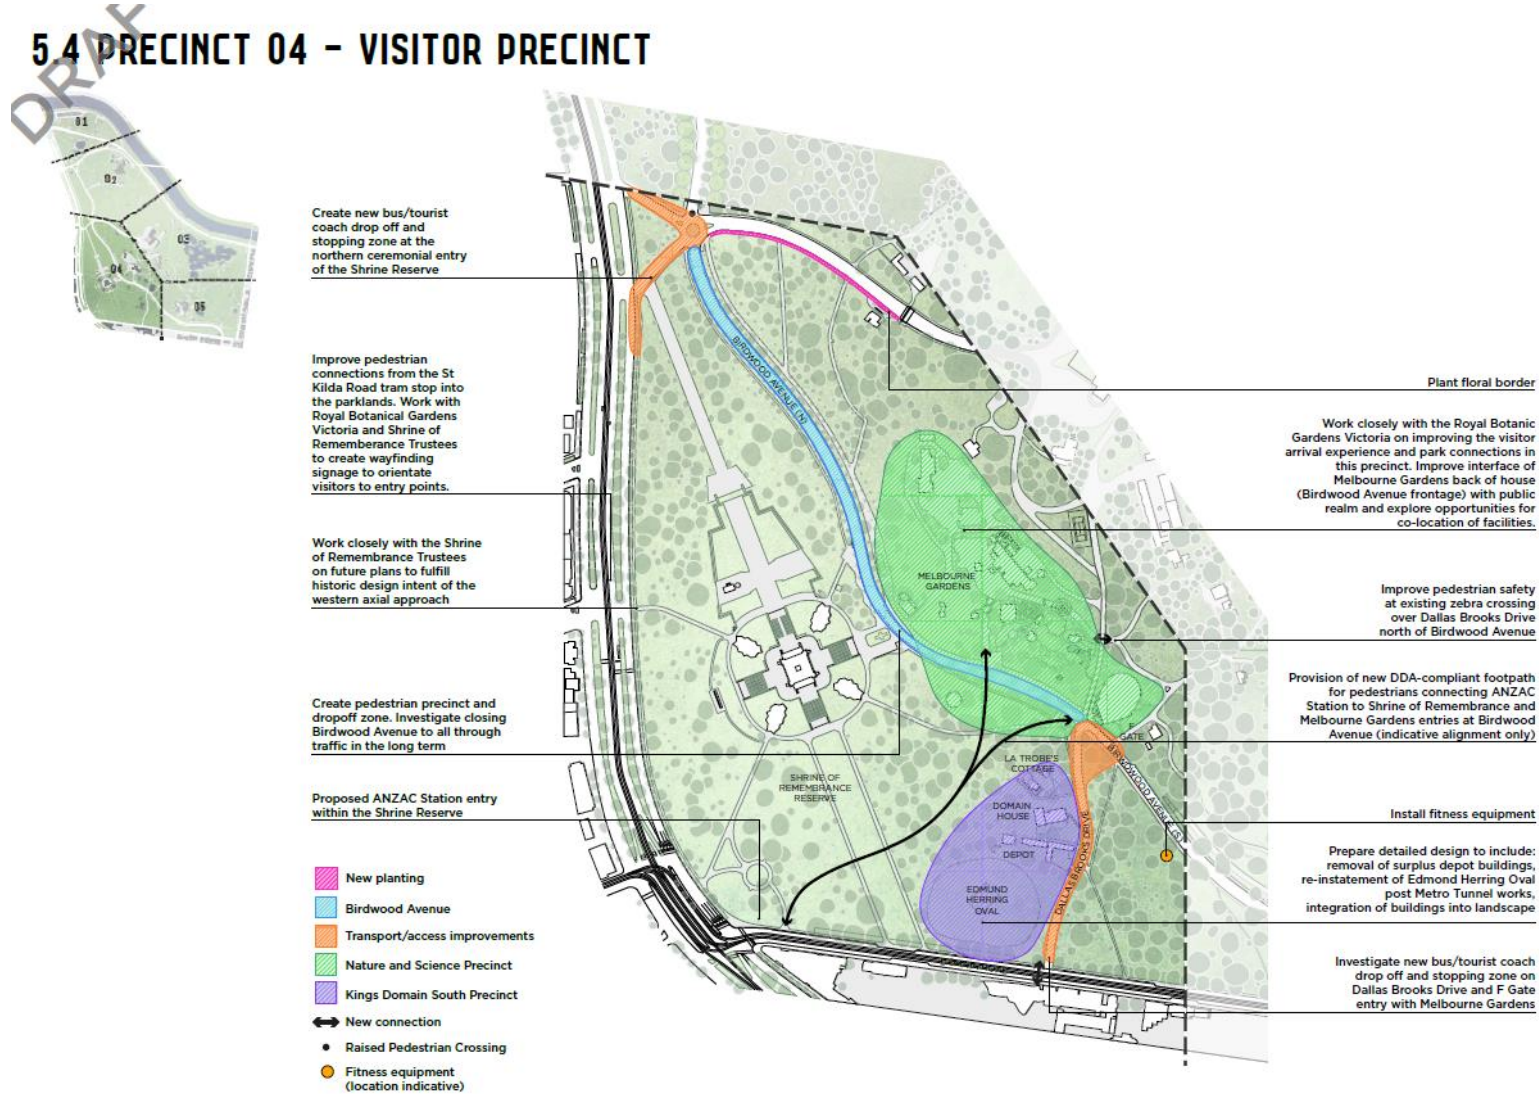 5.4 PRECINCT 04 – VISITOR PRECINCT
DRAF
01
02
03
04
05
Create new bus/tourist
coach drop off and
stopping zone at the
northern ceremonial entry
of the Shrine Reserve
Improve pedestrian
connections from the St
Kilda Road tram stop into
the parklands. Work with
Royal Botanical Gardens
Victoria and Shrine of
Rememberance Trustees
to create wayfinding
signage to orientate
visitors to entry points.
Work closely with the Shrine
of Remembrance Trustees
on future plans to fulfill
historic design intent of the
western axial approach
Create pedestrian precinct and
dropoff zone. Investigate closing
Birdwood Avenue to all through
traffic in the long term
Proposed ANZAC Station entry
within the Shrine Reserve
New planting
Birdwood Avenue
Transport/access improvements
Nature and Science Precinct
Kings Domain South Precinct
New connection
Raised Pedestrian Crossing
Fitness equipment
(location indicative)
BIRDWOOD AVENUE (N)
MELBOURNE
GARDENS
F
GATE
BIRDWOOD AVENUE (S)
LA TROBE'S
COTTAGE
SHRINE OF
REMEMBRANCE
RESERVE
DOMAIN
HOUSE
DEPOT
DALLAS BROOKS DRIVE
EDMUND
HERRING
OVAL
Plant floral border
Work closely with the Royal Botanic
Gardens Victoria on improving the visitor
arrival experience and park connections in
this precinct. Improve interface of
Melbourne Gardens back of house
(Birdwood Avenue frontage) with public
realm and explore opportunities for
co-location of facilities.
Improve pedestrian safety
at existing zebra crossing
over Dallas Brooks Drive
north of Birdwood Avenue
Provision of new DDA-compliant footpath
for pedestrians connecting ANZAC
Station to Shrine of Remembrance and
Melbourne Gardens entries at Birdwood
Avenue (indicative alignment only)
Install fitness equipment
Prepare detailed design to include:
removal of surplus depot buildings,
re-instatement of Edmond Herring Oval
post Metro Tunnel works,
integration of buildings into landscape
Investigate new bus/tourist coach
drop off and stopping zone on
Dallas Brooks Drive and F Gate
entry with Melbourne Gardens